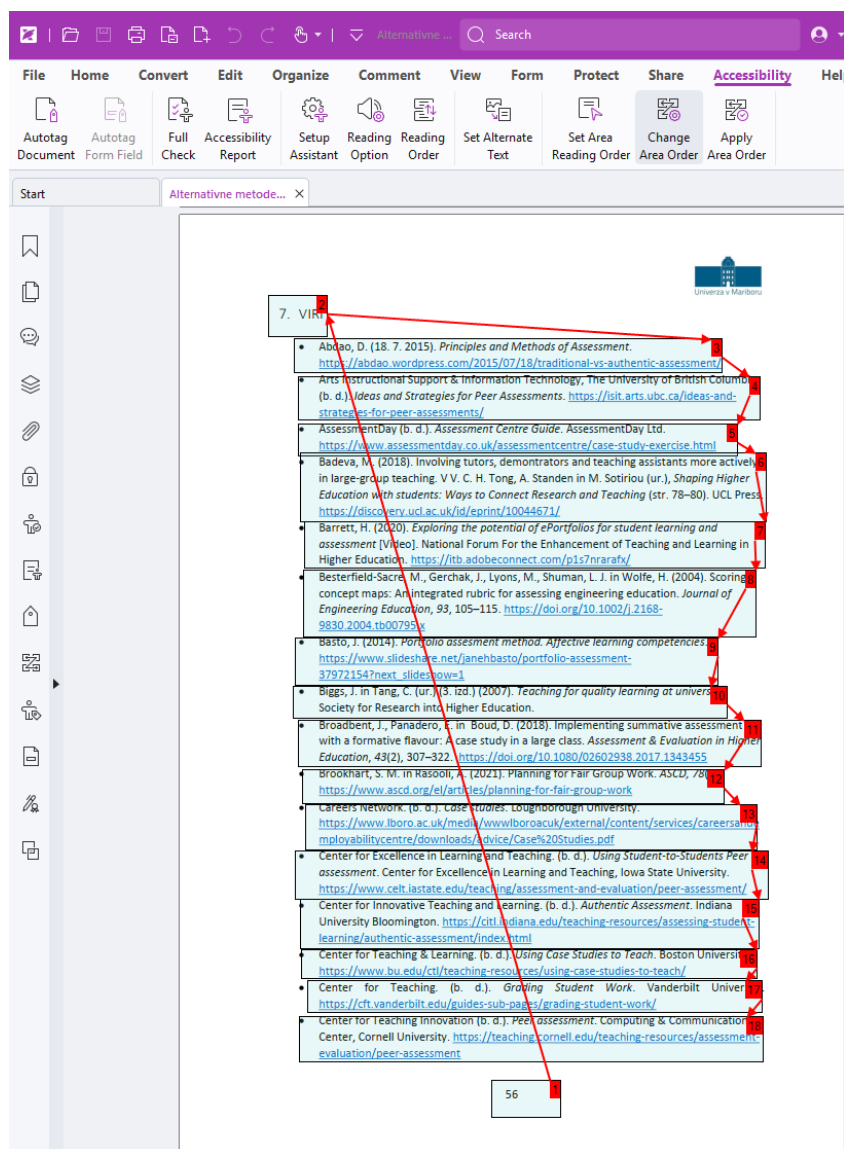 Alternativne ...
Search
File Home Convert Edit Organize Comment View Form Protect Share Accessibility Hel
Autotag Document
Autotag Form Field
Full Check
Accessibility Report
Setup Assistant
Reading Option
Reading Order
Set Alternate Text
Set Area Reading Order
Change Area Order
Apply Area Order
Start
Alternativne metode... ×
Univerza v Mariboru
7. VIRI
2
• Abdao, D. (18. 7. 2015). Principles and Methods of Assessment.
3
https://abdao.wordpress.com/2015/07/18/traditional-vs-authentic-assessment/
• Arts Instructional Support & Information Technology, The University of British Columb
4
(b. d.). Ideas and Strategies for Peer Assessments. https://isit.arts.ubc.ca/ideas-and-
strategies-for-peer-assessments/
• AssessmentDay (b. d.). Assessment Centre Guide. AssessmentDay Ltd.
5
https://www.assessmentday.co.uk/assessmentcentre/case-study-exercise.html
• Badeva, M. (2018). Involving tutors, demontrators and teaching assistants more actively
6
in large-group teaching. V V. C. H. Tong, A. Standen in M. Sotiriou (ur.), Shaping Higher
Education with students: Ways to Connect Research and Teaching (str. 78–80). UCL Press.
https://discovery.ucl.ac.uk/id/eprint/10044671/
• Barrett, H. (2020). Exploring the potential of ePortfolios for student learning and
7
assessment [Video]. National Forum For the Enhancement of Teaching and Learning in
Higher Education. https://itb.adobeconnect.com/p1s7nrarafx/
• Besterfield-Sacre, M., Gerchak, J., Lyons, M., Shuman, L. J. in Wolfe, H. (2004). Scoring
8
concept maps: An integrated rubric for assessing engineering education. Journal of
Engineering Education, 93, 105–115. https://doi.org/10.1002/j.2168-
9830.2004.tb00795.x
• Basto, J. (2014). Portfolio assesment method. Affective learning competencies.
9
https://www.slideshare.net/janehbasto/portfolio-assessment-
37972154?next_slideshow=1
• Biggs, J. in Tang, C. (ur.) (3. izd.) (2007). Teaching for quality learning at univers
10
Society for Research into Higher Education.
• Broadbent, J., Panadero, E. in Boud, D. (2018). Implementing summative assessment
11
with a formative flavour: A case study in a large class. Assessment & Evaluation in Higher
Education, 43(2), 307–322. https://doi.org/10.1080/02602938.2017.1343455
• Brookhart, S. M. in Rasooli, A. (2021). Planning for Fair Group Work. ASCD, 78(
12
https://www.ascd.org/el/articles/planning-for-fair-group-work
• Careers Network. (b. d.). Case studies. Loughborough University.
13
https://www.lboro.ac.uk/media/wwwlboroacuk/external/content/services/careersande
mployabilitycentre/downloads/advice/Case%20Studies.pdf
• Center for Excellence in Learning and Teaching. (b. d.). Using Student-to-Students Peer
14
assessment. Center for Excellence in Learning and Teaching, Iowa State University.
https://www.celt.iastate.edu/teaching/assessment-and-evaluation/peer-assessment/
• Center for Innovative Teaching and Learning. (b. d.). Authentic Assessment. Indiana
15
University Bloomington. https://citl.indiana.edu/teaching-resources/assessing-student-
learning/authentic-assessment/index.html
• Center for Teaching & Learning. (b. d.). Using Case Studies to Teach. Boston Universit
16
https://www.bu.edu/ctl/teaching-resources/using-case-studies-to-teach/
• Center for Teaching. (b. d.). Grading Student Work. Vanderbilt Univer
17
https://cft.vanderbilt.edu/guides-sub-pages/grading-student-work/
• Center for Teaching Innovation (b. d.). Peer assessment. Computing & Communication
18
Center, Cornell University. https://teaching.cornell.edu/teaching-resources/assessment-
evaluation/peer-assessment
56
1